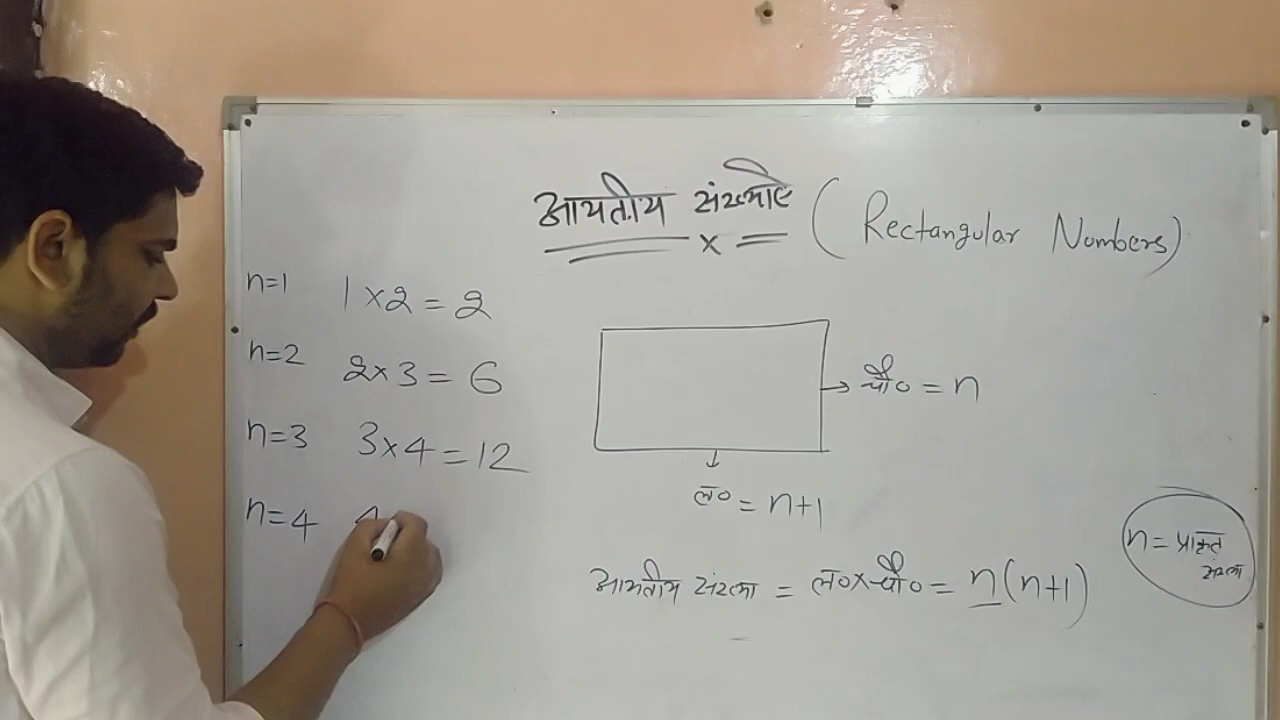 आयतीय संख्याएं ( Rectangular Numbers)
n=1 1×2=2
n=2 2×3=6
n=3 3×4=12
n=4 4
चौ० = n
ल० = n+1
आयतीय संख्या = ल०×चौ० = n(n+1)
n = प्राकृत
संख्या